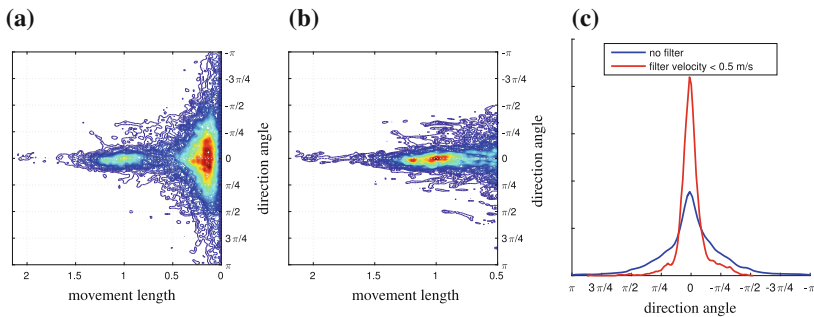 (a)
-π
-3π/4
-π/2
-π/4
0
π/4
π/2
3π/4
π
direction angle
2
1.5
1
0.5
0
movement length
(b)
-π
-3π/4
-π/2
-π/4
0
π/4
π/2
3π/4
π
direction angle
2
1.5
1
0.5
movement length
(c)
no filter
filter velocity < 0.5 m/s
π
3π/4
π/2
π/4
0
-π/4
-π/2
-3π/4
-π
direction angle